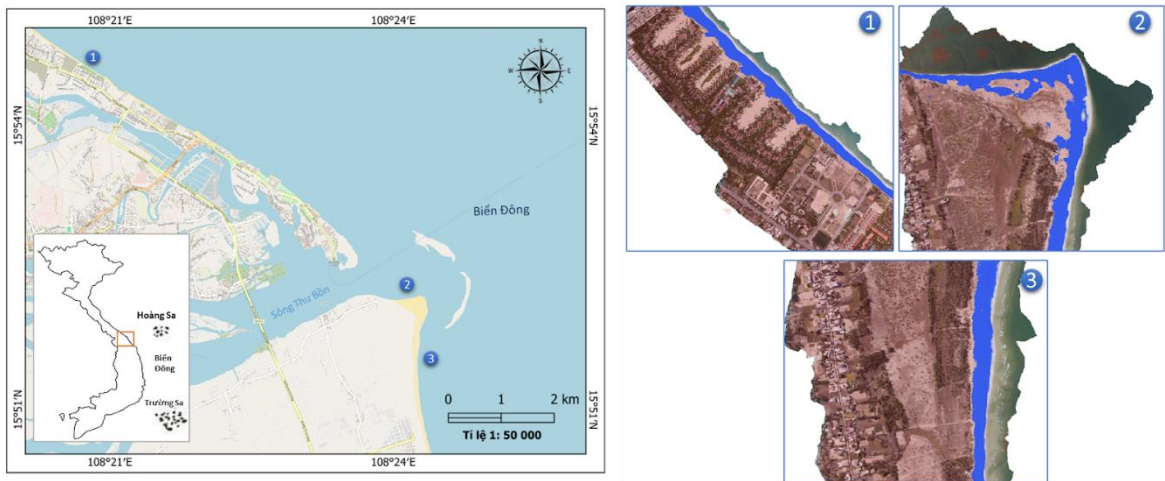 108°21′E
108°24′E
1
15°54′N
15°54′N
Biển Đông
Sông Thu Bồn
2
3
Hoàng Sa
Biển
Đông
Trường Sa
0 1 2 km
Tỉ lệ 1: 50 000
15°51′N
15°51′N
108°21′E
108°24′E
N
W
E
S
1
2
3